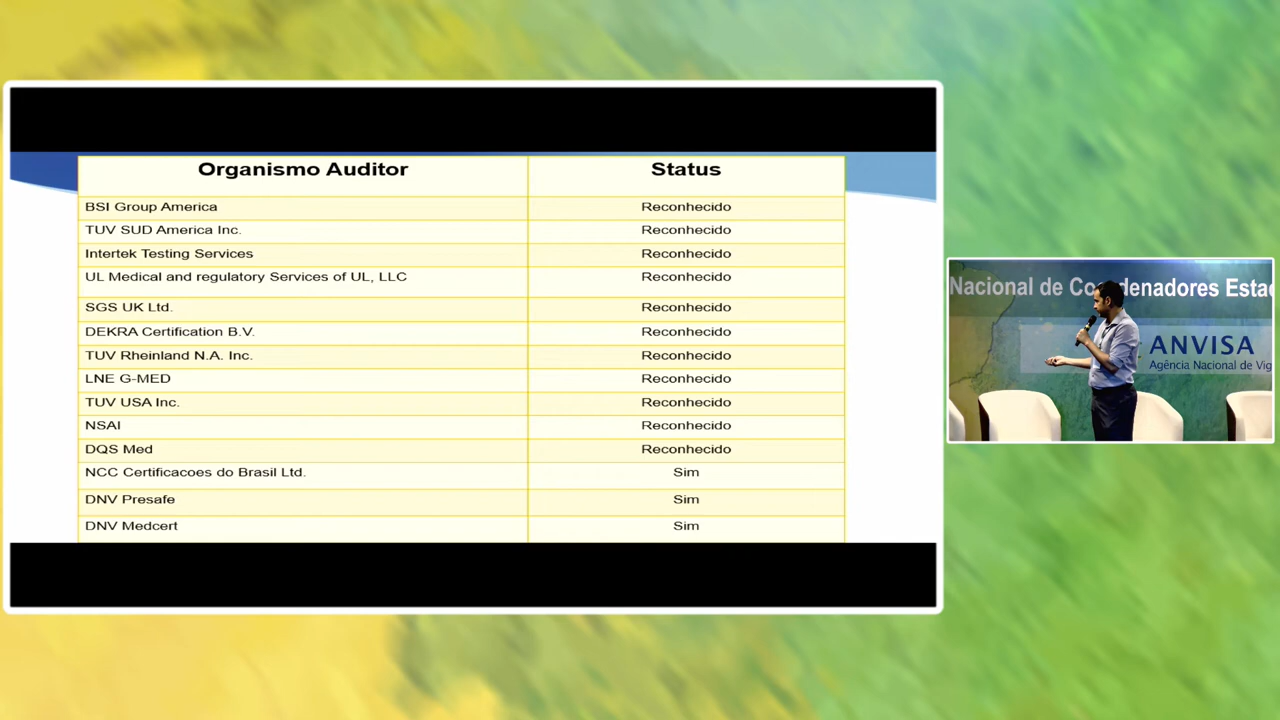 Organismo Auditor Status
BSI Group America Reconhecido
TUV SUD America Inc. Reconhecido
Intertek Testing Services Reconhecido
UL Medical and regulatory Services of UL, LLC Reconhecido
SGS UK Ltd. Reconhecido
DEKRA Certification B.V. Reconhecido
TUV Rheinland N.A. Inc. Reconhecido
LNE G-MED Reconhecido
TUV USA Inc. Reconhecido
NSAI Reconhecido
DQS Med Reconhecido
NCC Certificacoes do Brasil Ltd. Sim
DNV Presafe Sim
DNV Medcert Sim
Nacional de Coordenadores Esta
ANVISA
Agência Nacional de Vig